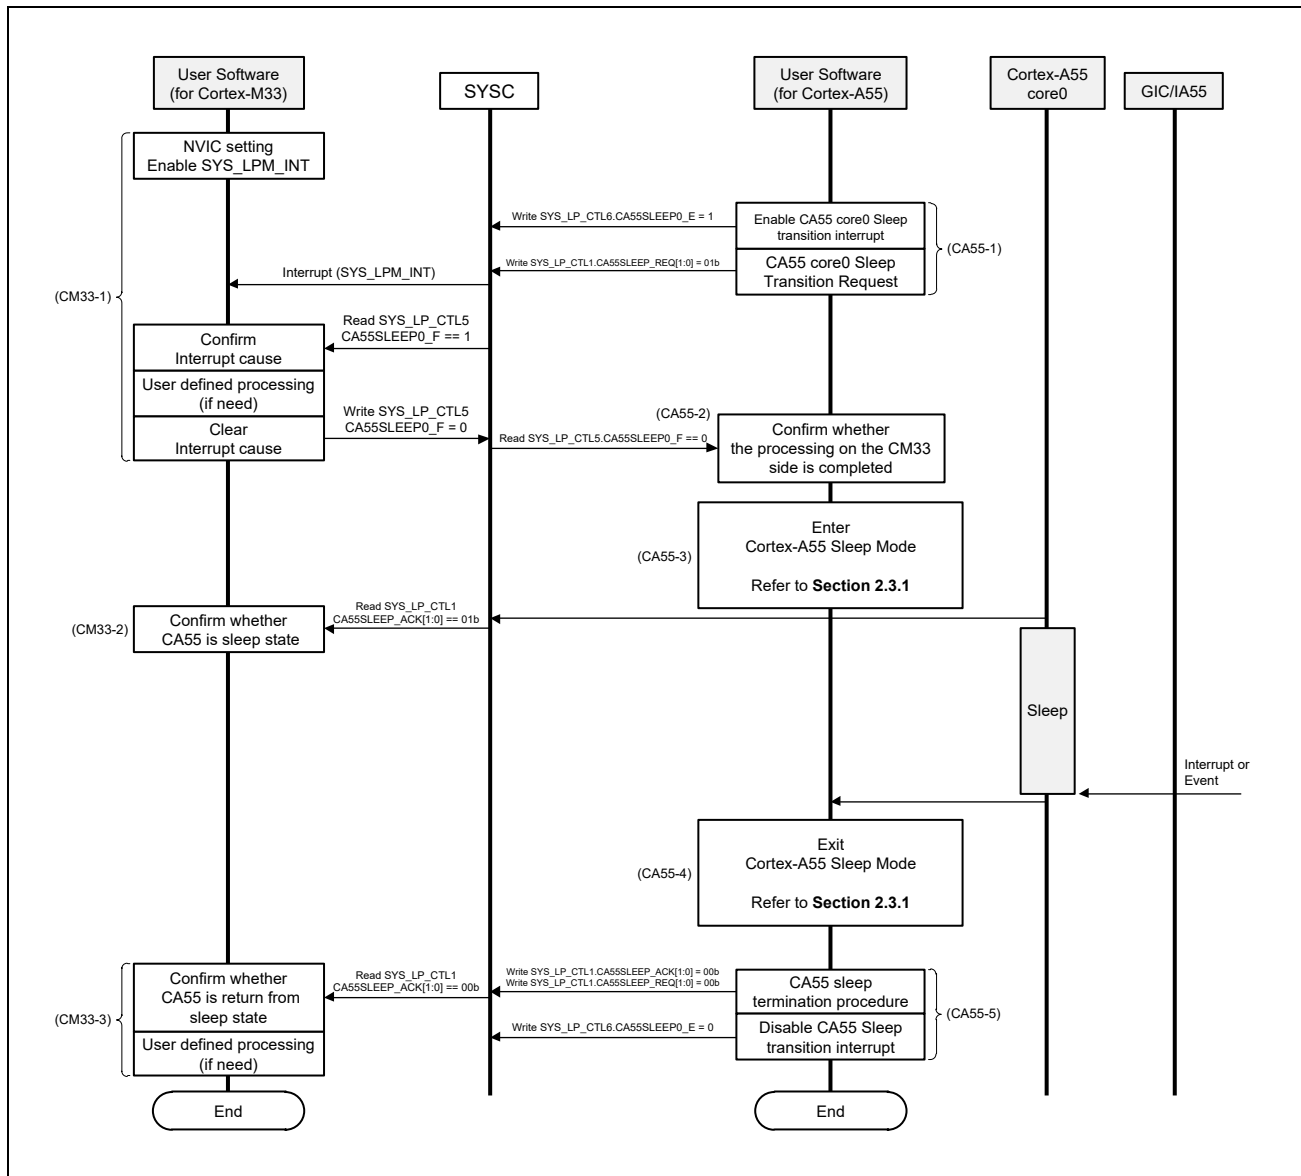 User Software
(for Cortex-M33)
SYSC
User Software
(for Cortex-A55)
Cortex-A55
core0
GIC/IA55
NVIC setting
Enable SYS_LPM_INT
Write SYS_LP_CTL6.CA55SLEEP0_E = 1
Enable CA55 core0 Sleep
transition interrupt
(CA55-1)
Write SYS_LP_CTL1.CA55SLEEP_REQ[1:0] = 01b
CA55 core0 Sleep
Transition Request
Interrupt (SYS_LPM_INT)
(CM33-1)
Read SYS_LP_CTL5
CA55SLEEP0_F == 1
Confirm
Interrupt cause
User defined processing
(if need)
Write SYS_LP_CTL5
CA55SLEEP0_F = 0
Clear
Interrupt cause
(CA55-2)
Read SYS_LP_CTL5.CA55SLEEP0_F == 0
Confirm whether
the processing on the CM33
side is completed
Enter
Cortex-A55 Sleep Mode
Refer to Section 2.3.1
(CA55-3)
Read SYS_LP_CTL1
CA55SLEEP_ACK[1:0] == 01b
Confirm whether
CA55 is sleep state
(CM33-2)
Sleep
Interrupt or
Event
Exit
Cortex-A55 Sleep Mode
Refer to Section 2.3.1
(CA55-4)
Confirm whether
CA55 is return from
sleep state
Read SYS_LP_CTL1
CA55SLEEP_ACK[1:0] == 00b
Write SYS_LP_CTL1.CA55SLEEP_ACK[1:0] = 00b
Write SYS_LP_CTL1.CA55SLEEP_REQ[1:0] = 00b
CA55 sleep
termination procedure
(CM33-3)
(CA55-5)
User defined processing
(if need)
Write SYS_LP_CTL6.CA55SLEEP0_E = 0
Disable CA55 Sleep
transition interrupt
End
End